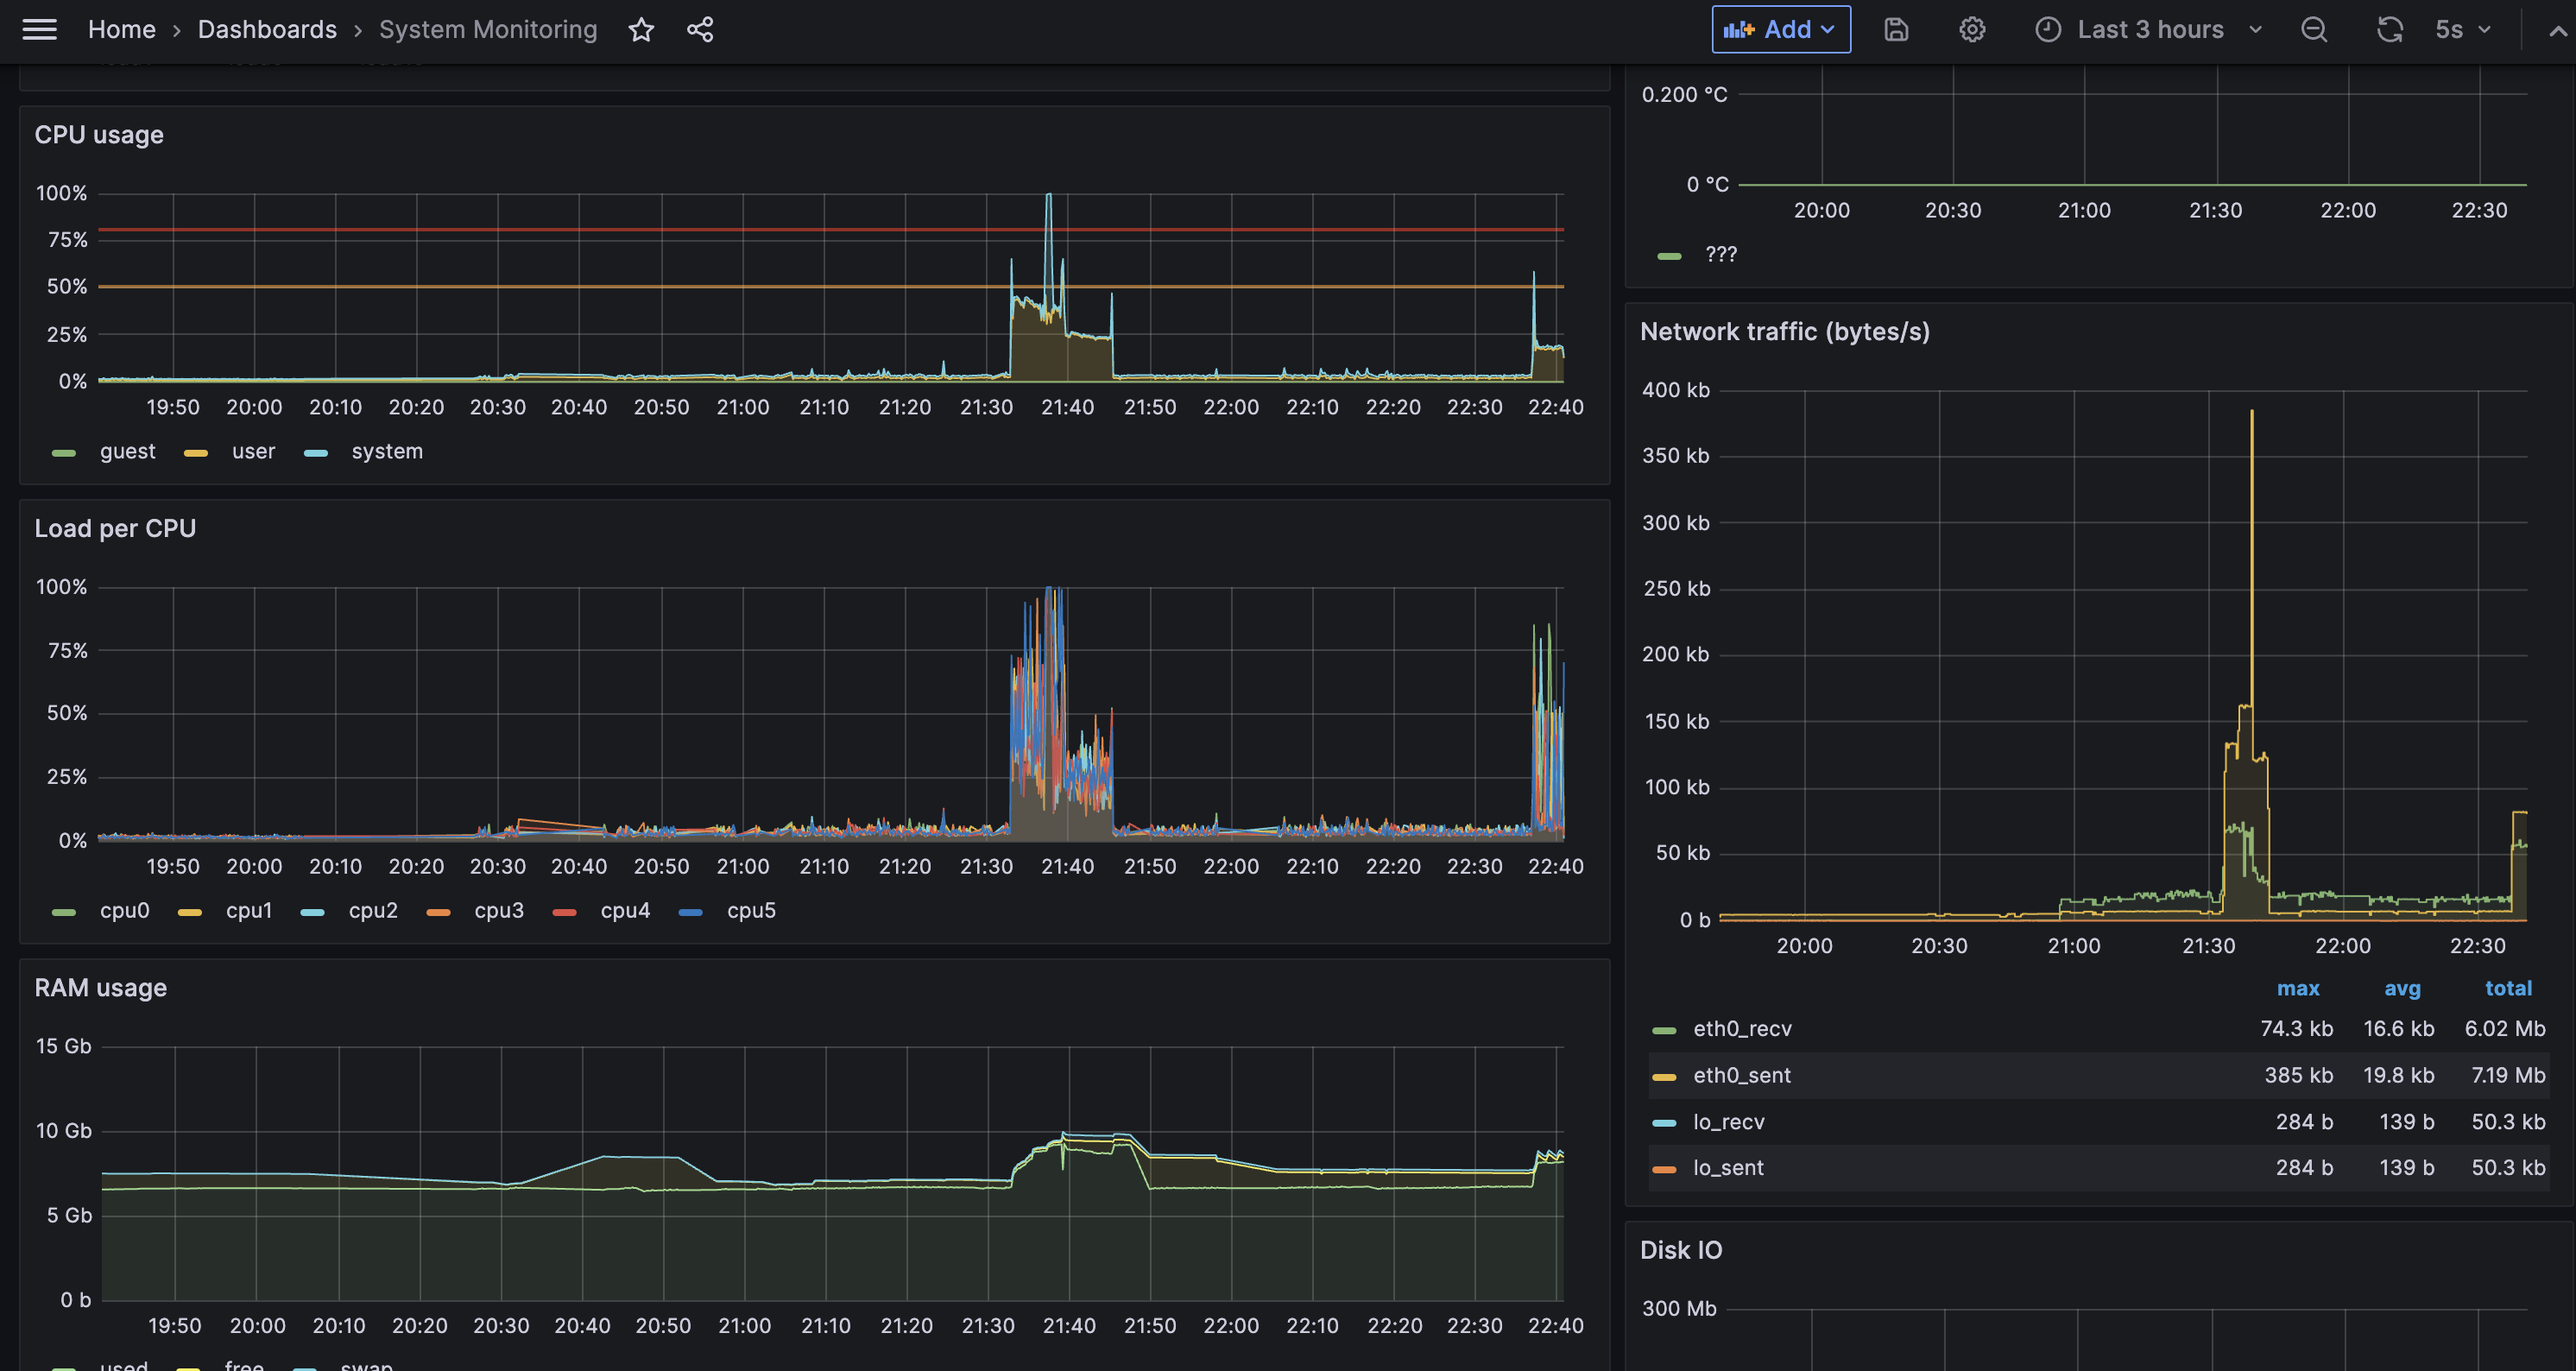 Home › Dashboards › System Monitoring
Add
Last 3 hours
5s
CPU usage
100%
75%
50%
25%
0%
19:50 20:00 20:10 20:20 20:30 20:40 20:50 21:00 21:10 21:20 21:30 21:40 21:50 22:00 22:10 22:20 22:30 22:40
guest user system
Load per CPU
100%
75%
50%
25%
0%
19:50 20:00 20:10 20:20 20:30 20:40 20:50 21:00 21:10 21:20 21:30 21:40 21:50 22:00 22:10 22:20 22:30 22:40
cpu0 cpu1 cpu2 cpu3 cpu4 cpu5
RAM usage
15 Gb
10 Gb
5 Gb
0 b
19:50 20:00 20:10 20:20 20:30 20:40 20:50 21:00 21:10 21:20 21:30 21:40 21:50 22:00 22:10 22:20 22:30 22:40
used free swap
0.200 °C
0 °C
20:00 20:30 21:00 21:30 22:00 22:30
???
Network traffic (bytes/s)
400 kb
350 kb
300 kb
250 kb
200 kb
150 kb
100 kb
50 kb
0 b
20:00 20:30 21:00 21:30 22:00 22:30
max avg total
eth0_recv 74.3 kb 16.6 kb 6.02 Mb
eth0_sent 385 kb 19.8 kb 7.19 Mb
lo_recv 284 b 139 b 50.3 kb
lo_sent 284 b 139 b 50.3 kb
Disk IO
300 Mb